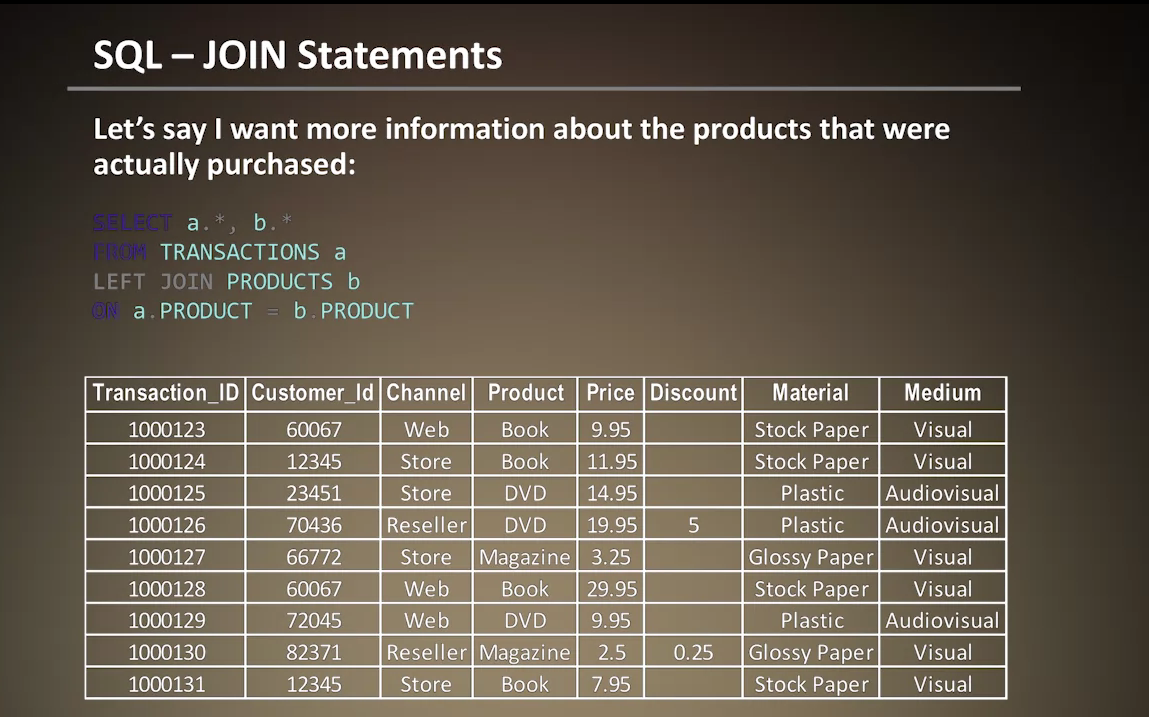 SQL – JOIN Statements
Let's say I want more information about the products that were
actually purchased:
SELECT a.*, b.*
FROM TRANSACTIONS a
LEFT JOIN PRODUCTS b
ON a.PRODUCT = b.PRODUCT
Transaction_ID Customer_Id Channel Product Price Discount Material Medium
1000123 60067 Web Book 9.95 Stock Paper Visual
1000124 12345 Store Book 11.95 Stock Paper Visual
1000125 23451 Store DVD 14.95 Plastic Audiovisual
1000126 70436 Reseller DVD 19.95 5 Plastic Audiovisual
1000127 66772 Store Magazine 3.25 Glossy Paper Visual
1000128 60067 Web Book 29.95 Stock Paper Visual
1000129 72045 Web DVD 9.95 Plastic Audiovisual
1000130 82371 Reseller Magazine 2.5 0.25 Glossy Paper Visual
1000131 12345 Store Book 7.95 Stock Paper Visual